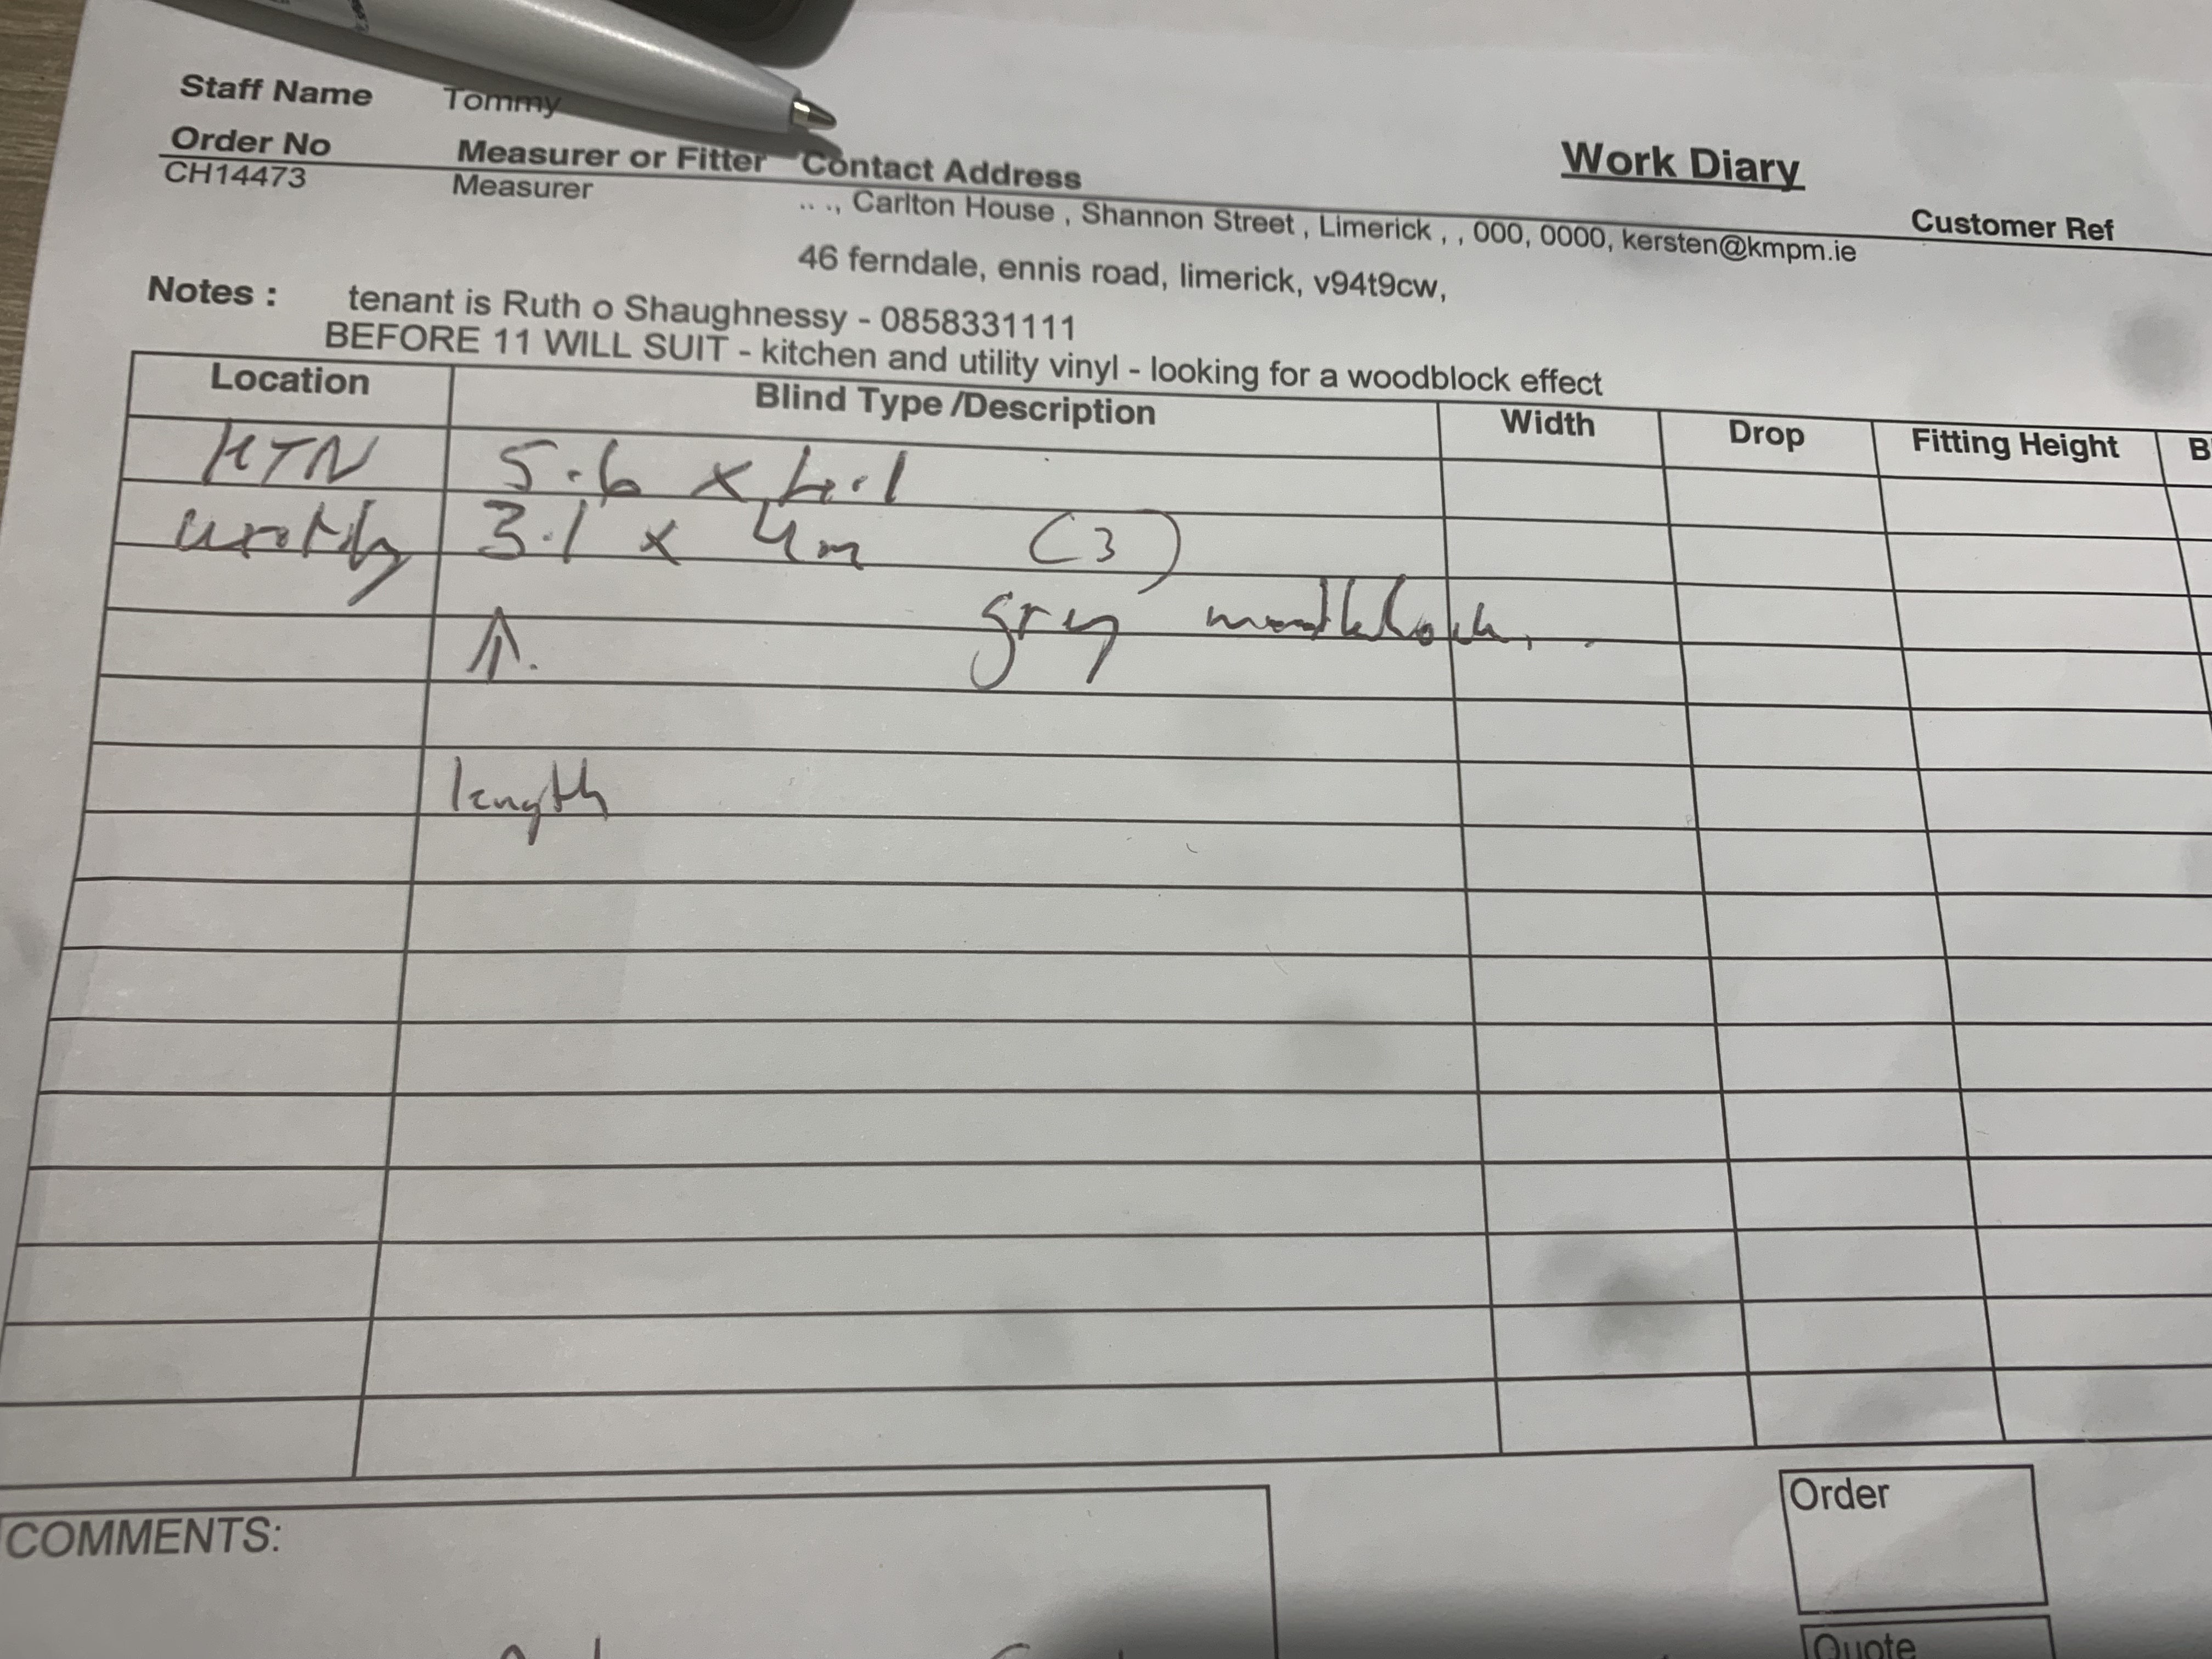 Staff Name Tommy
Work Diary
Order No Measurer or Fitter Contact Address Customer Ref
CH14473 Measurer .. ., Carlton House , Shannon Street , Limerick , , 000, 0000, kersten@kmpm.ie
46 ferndale, ennis road, limerick, v94t9cw,
Notes : tenant is Ruth o Shaughnessy - 0858331111
BEFORE 11 WILL SUIT - kitchen and utility vinyl - looking for a woodblock effect
Location Blind Type /Description Width Drop Fitting Height
KTN 5.6 x 4.1
3.1 x 4m (3)
grey woodblock.
length
COMMENTS:
Order
Quote